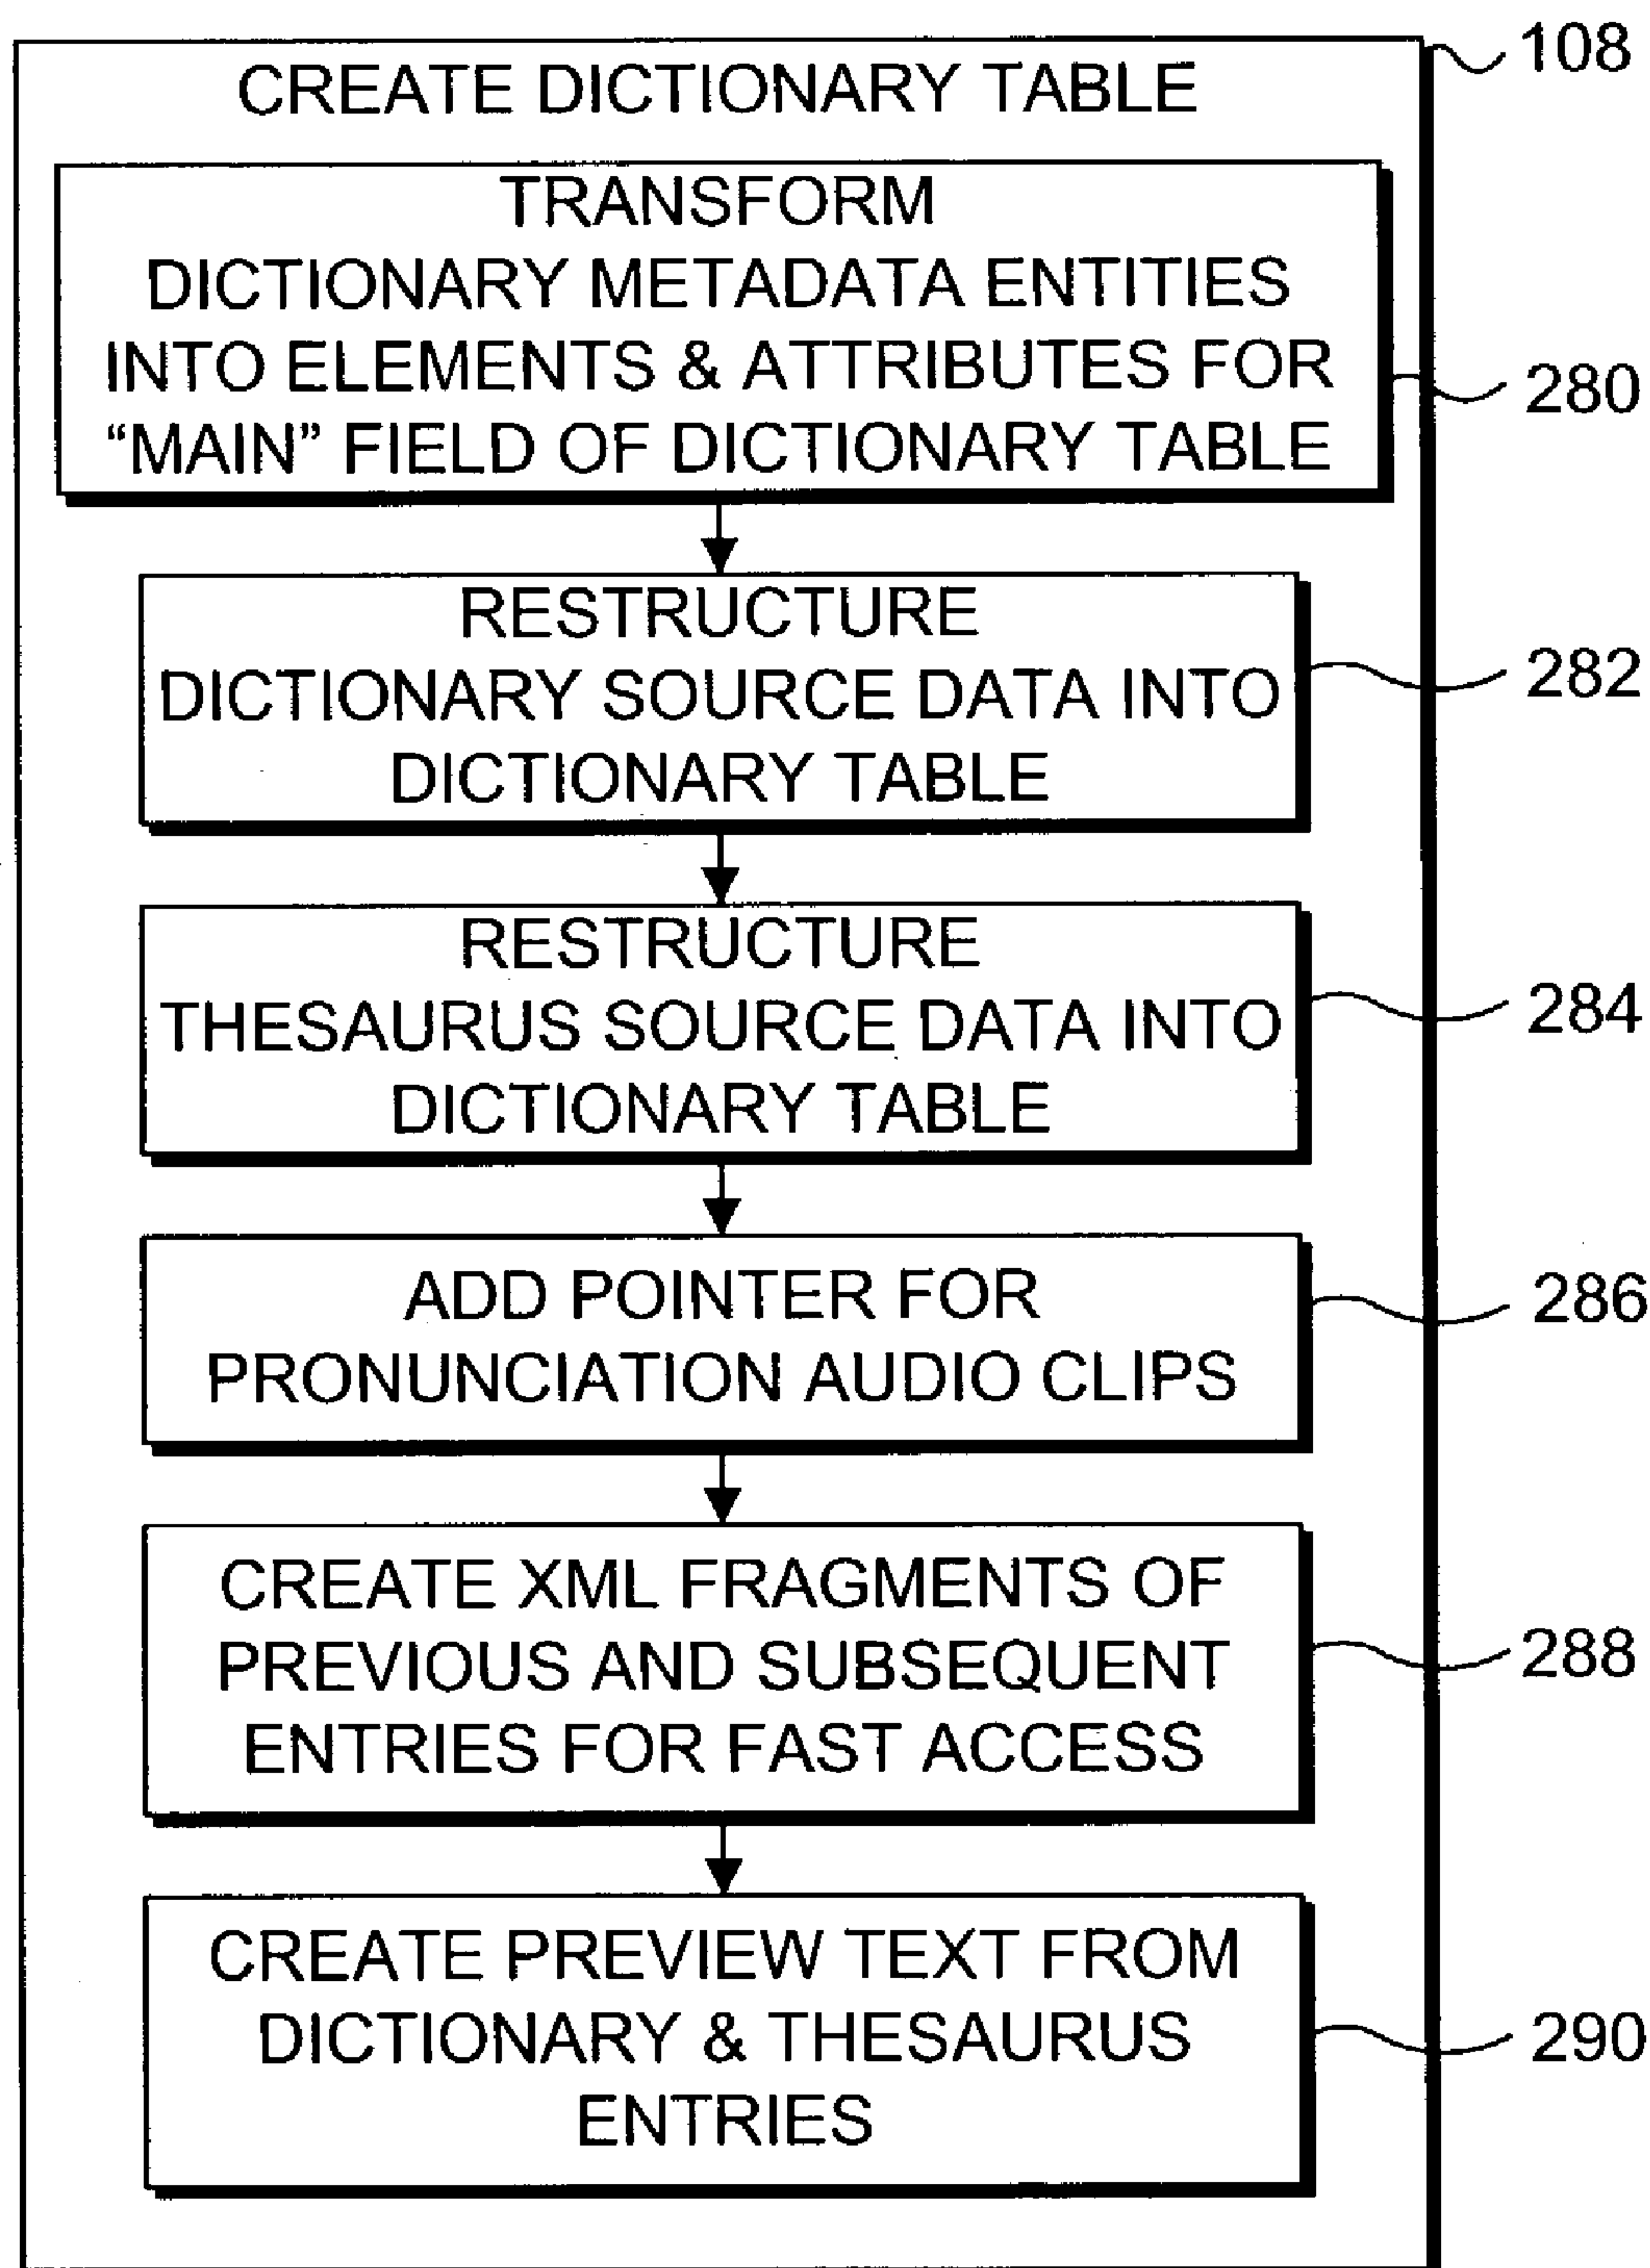 CREATE DICTIONARY TABLE
108
TRANSFORM
DICTIONARY METADATA ENTITIES
INTO ELEMENTS & ATTRIBUTES FOR
“MAIN” FIELD OF DICTIONARY TABLE
280
RESTRUCTURE
DICTIONARY SOURCE DATA INTO
DICTIONARY TABLE
282
RESTRUCTURE
THESAURUS SOURCE DATA INTO
DICTIONARY TABLE
284
ADD POINTER FOR
PRONUNCIATION AUDIO CLIPS
286
CREATE XML FRAGMENTS OF
PREVIOUS AND SUBSEQUENT
ENTRIES FOR FAST ACCESS
288
CREATE PREVIEW TEXT FROM
DICTIONARY & THESAURUS
ENTRIES
290